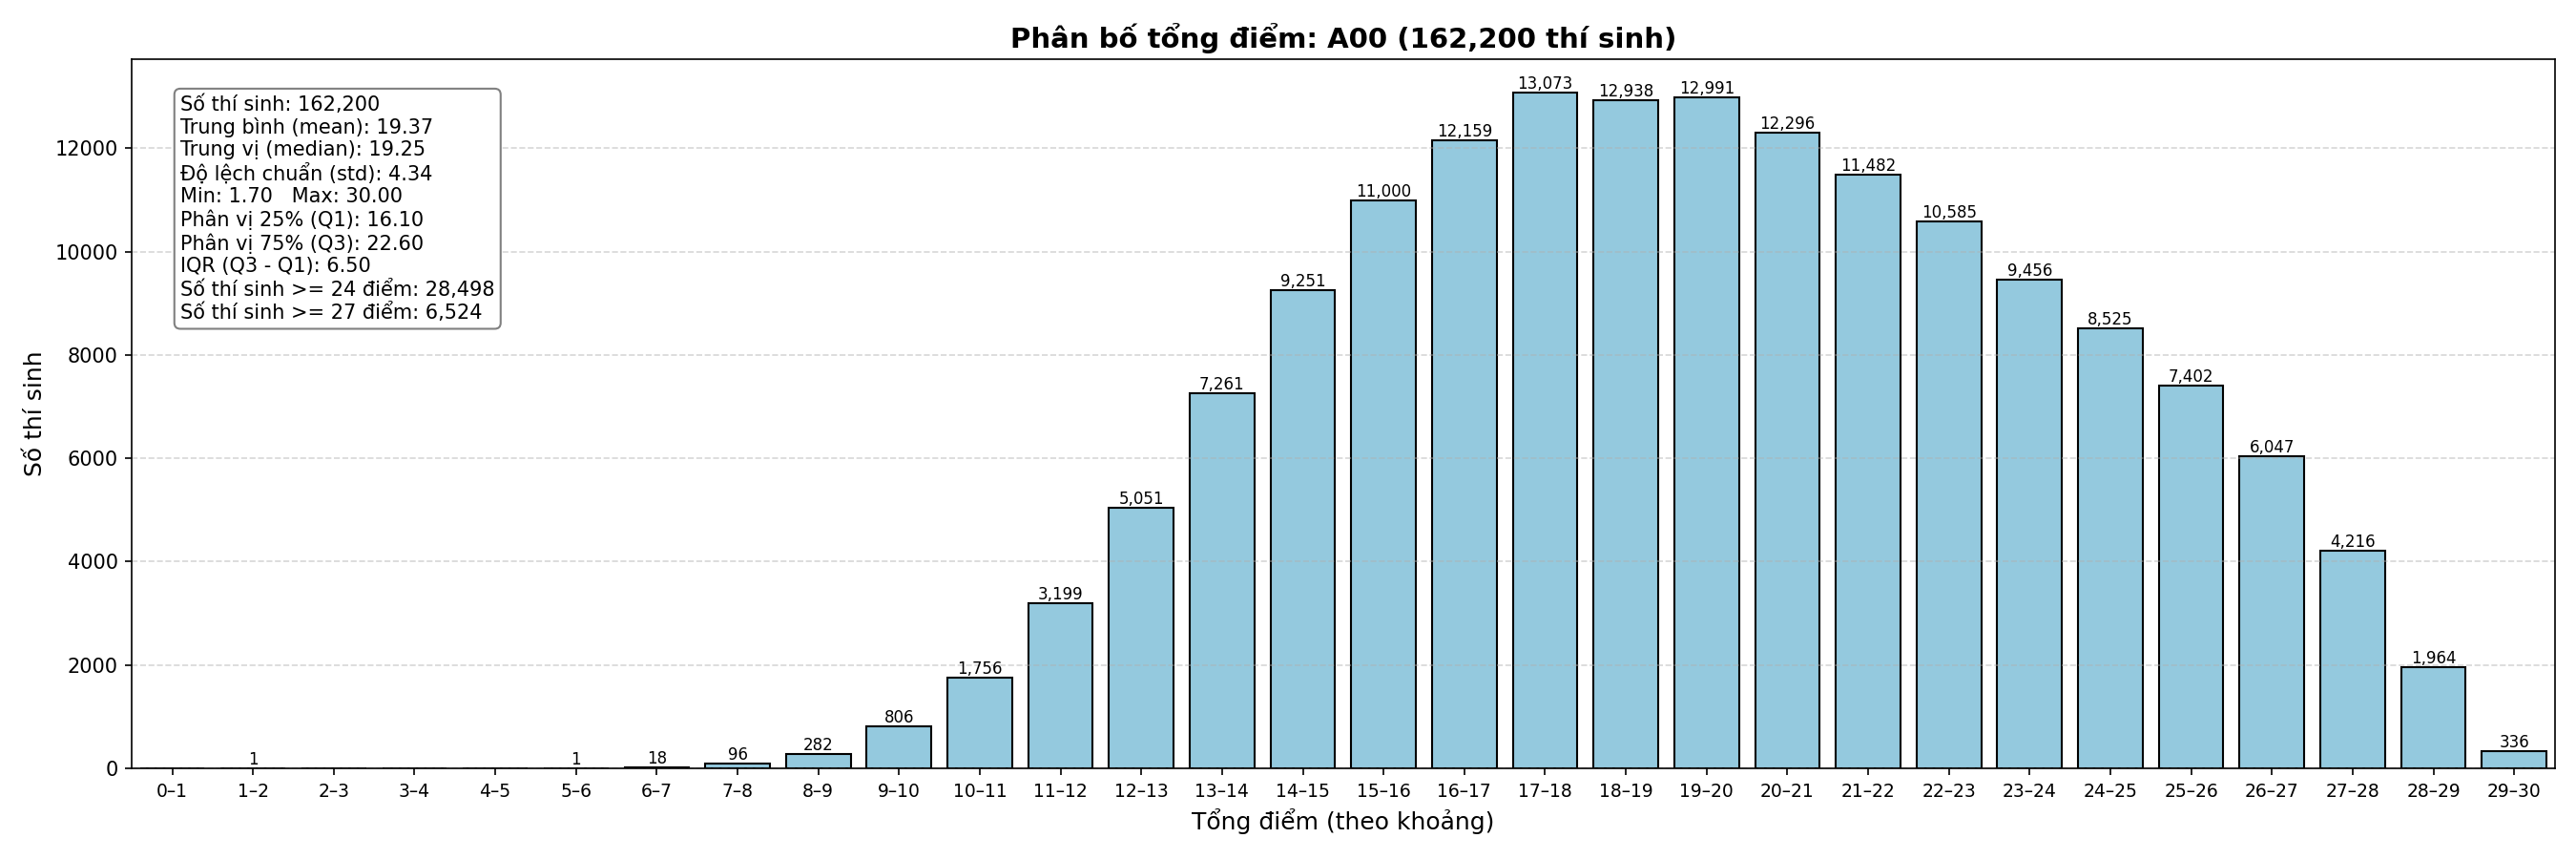 Phân bố tổng điểm: A00 (162,200 thí sinh)
Số thí sinh: 162,200
Trung bình (mean): 19.37
Trung vị (median): 19.25
Độ lệch chuẩn (std): 4.34
Min: 1.70   Max: 30.00
Phân vị 25% (Q1): 16.10
Phân vị 75% (Q3): 22.60
IQR (Q3 - Q1): 6.50
Số thí sinh >= 24 điểm: 28,498
Số thí sinh >= 27 điểm: 6,524
Số thí sinh
12000
10000
8000
6000
4000
2000
0
1
1
18
96
282
806
1,756
3,199
5,051
7,261
9,251
11,000
12,159
13,073
12,938
12,991
12,296
11,482
10,585
9,456
8,525
7,402
6,047
4,216
1,964
336
0–1 1–2 2–3 3–4 4–5 5–6 6–7 7–8 8–9 9–10 10–11 11–12 12–13 13–14 14–15 15–16 16–17 17–18 18–19 19–20 20–21 21–22 22–23 23–24 24–25 25–26 26–27 27–28 28–29 29–30
Tổng điểm (theo khoảng)